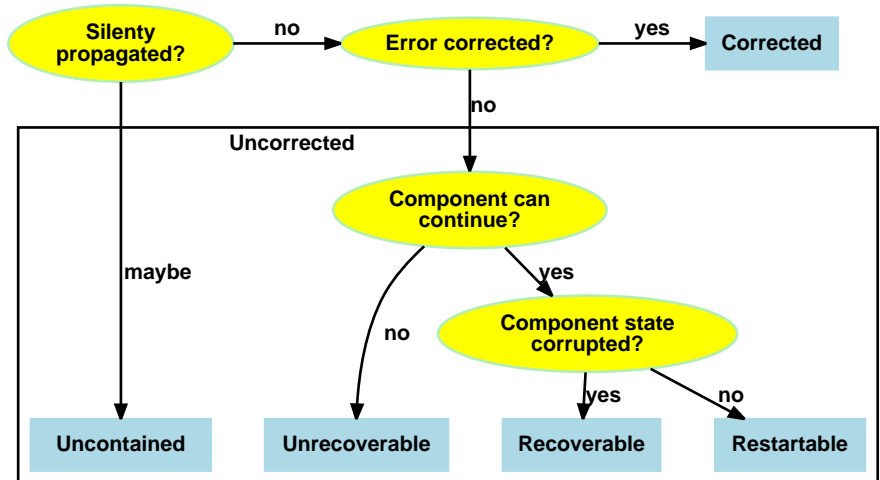 Silenty
propagated?
no
Error corrected?
yes
Corrected
no
Uncorrected
Component can
continue?
maybe
yes
Component state
corrupted?
no
yes
no
Uncontained
Unrecoverable
Recoverable
Restartable